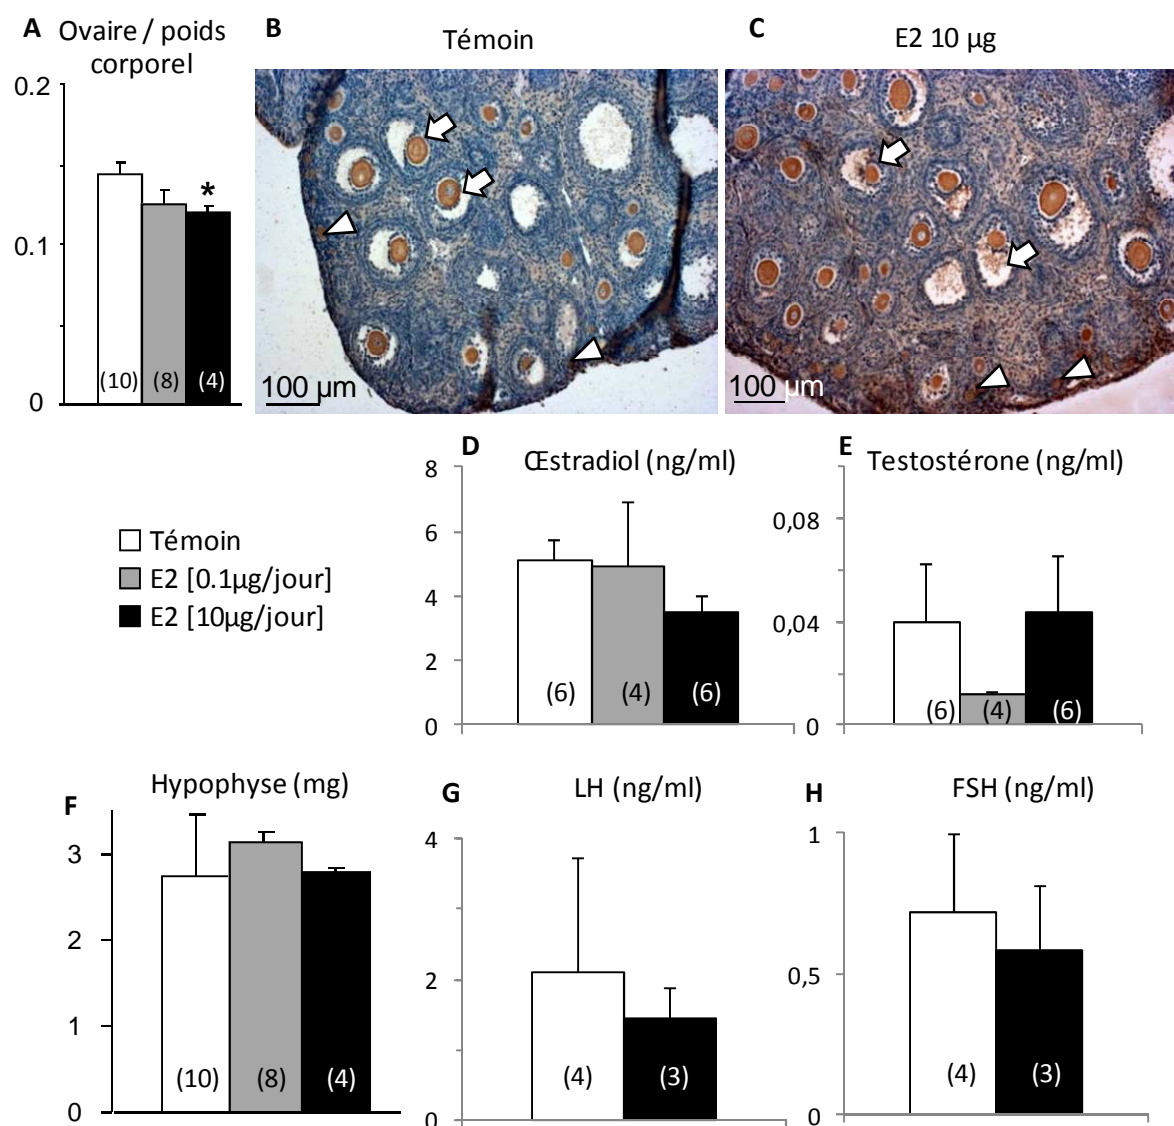 A
Ovaire / poids
corporel
0.2
0.1
0
*
(10)
(8)
(4)
B
Témoin
100 µm
C
E2 10 µg
100 µm
Témoin
E2 [0.1µg/jour]
E2 [10µg/jour]
D
Œstradiol (ng/ml)
8
6
4
2
0
(6)
(4)
(6)
E
Testostérone (ng/ml)
0,08
0,04
0
(6)
(4)
(6)
F
Hypophyse (mg)
3
2
1
0
(10)
(8)
(4)
G
LH (ng/ml)
4
2
0
(4)
(3)
H
FSH (ng/ml)
1
0,5
0
(4)
(3)